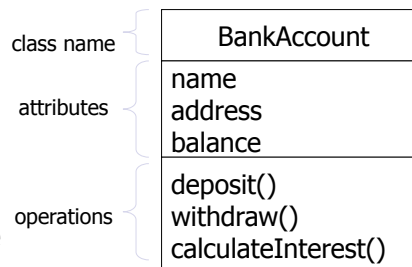 class name
BankAccount
attributes
name
address
balance
operations
deposit()
withdraw()
calculateInterest()